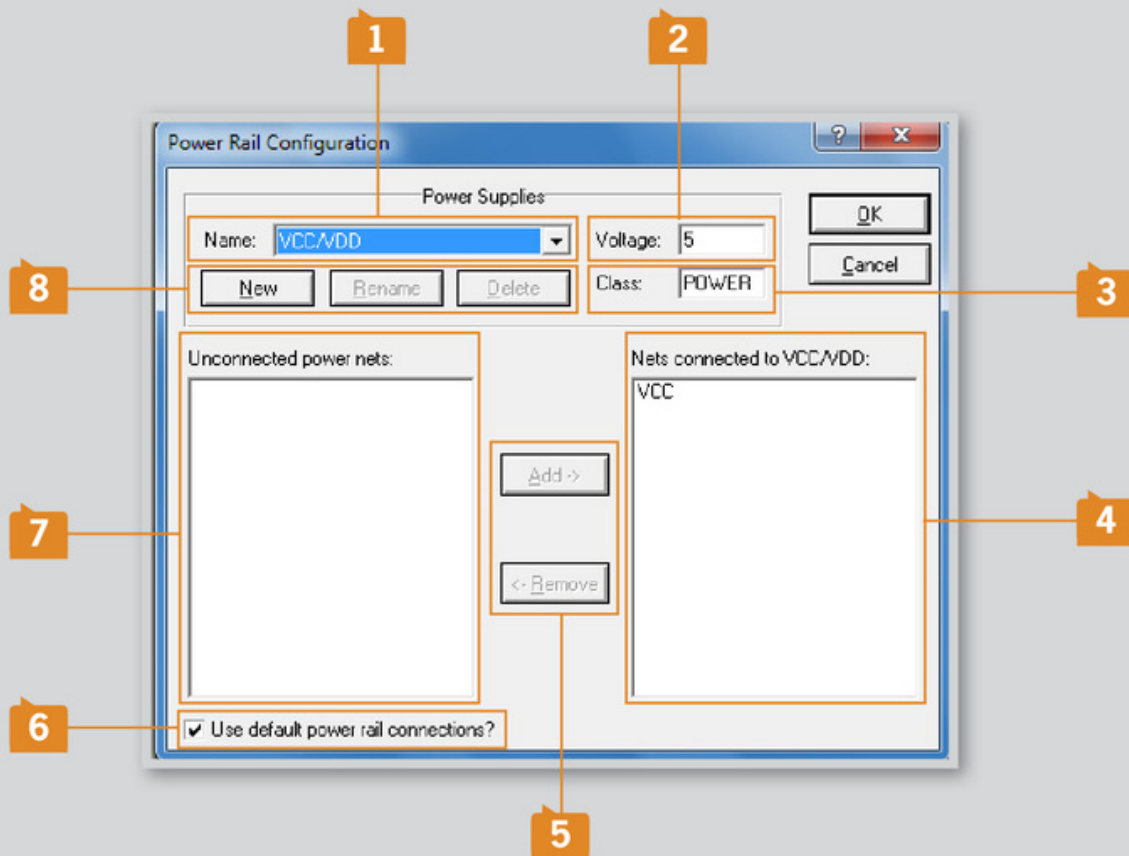 1
2
Power Rail Configuration
?
x
Power Supplies
Name: VCC/VDD
Voltage: 5
OK
8
New
Rename
Delete
Class: POWER
Cancel
3
Unconnected power nets:
Nets connected to VCC/VDD:
VCC
Add ->
7
4
<- Remove
6
Use default power rail connections?
5